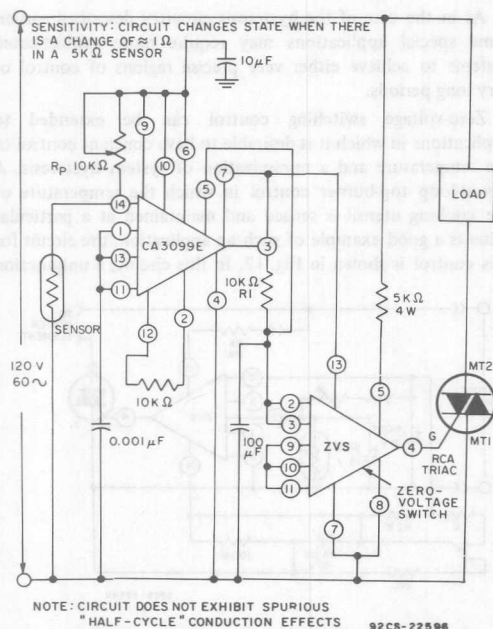 SENSITIVITY: CIRCUIT CHANGES STATE WHEN THERE
IS A CHANGE OF ≈ 1Ω
IN A 5KΩ SENSOR
10μF
9
6
7
10
5
RP 10KΩ
14
1
CA3099E
13
11
3
4
12
2
10KΩ
R1
10KΩ
LOAD
5KΩ
4W
SENSOR
120 V
60 ~
0.001μF
100
μF
13
5
2
3
9
10
11
ZVS
4
G
MT2
MT1
RCA
TRIAC
8
7
ZERO-
VOLTAGE
SWITCH
NOTE: CIRCUIT DOES NOT EXHIBIT SPURIOUS
"HALF-CYCLE" CONDUCTION EFFECTS
92CS-22596